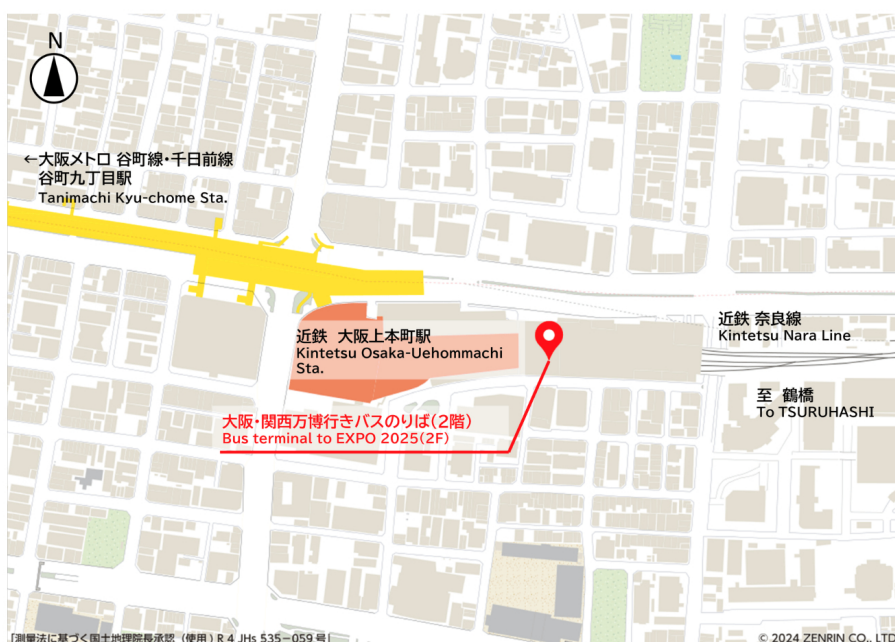 N
←大阪メトロ 谷町線・千日前線
谷町九丁目駅
Tanimachi Kyu-chome Sta.
近鉄 大阪上本町駅
Kintetsu Osaka-Uehommachi
Sta.
近鉄 奈良線
Kintetsu Nara Line
至 鶴橋
To TSURUHASHI
大阪・関西万博行きバスのりば(2階)
Bus terminal to EXPO 2025(2F)
「測量法に基づく国土地理院長承認（使用）R 4 JHs 535－059 号」
© 2024 ZENRIN CO., LTD